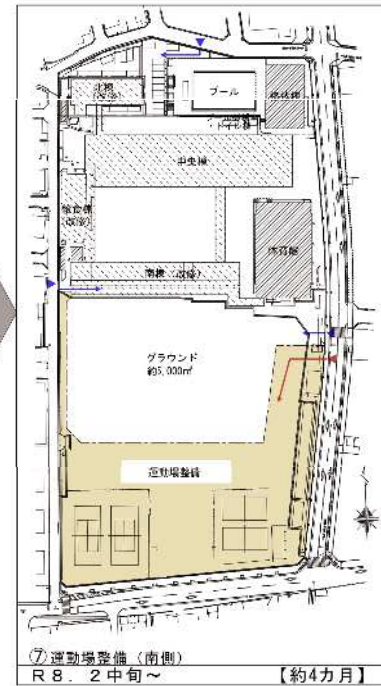 プール
中央棟
南棟（改修）
体育館
グラウンド
約5,000㎡
運動場整備
⑦運動場整備（南側）
R8．2中旬～
【約4カ月】